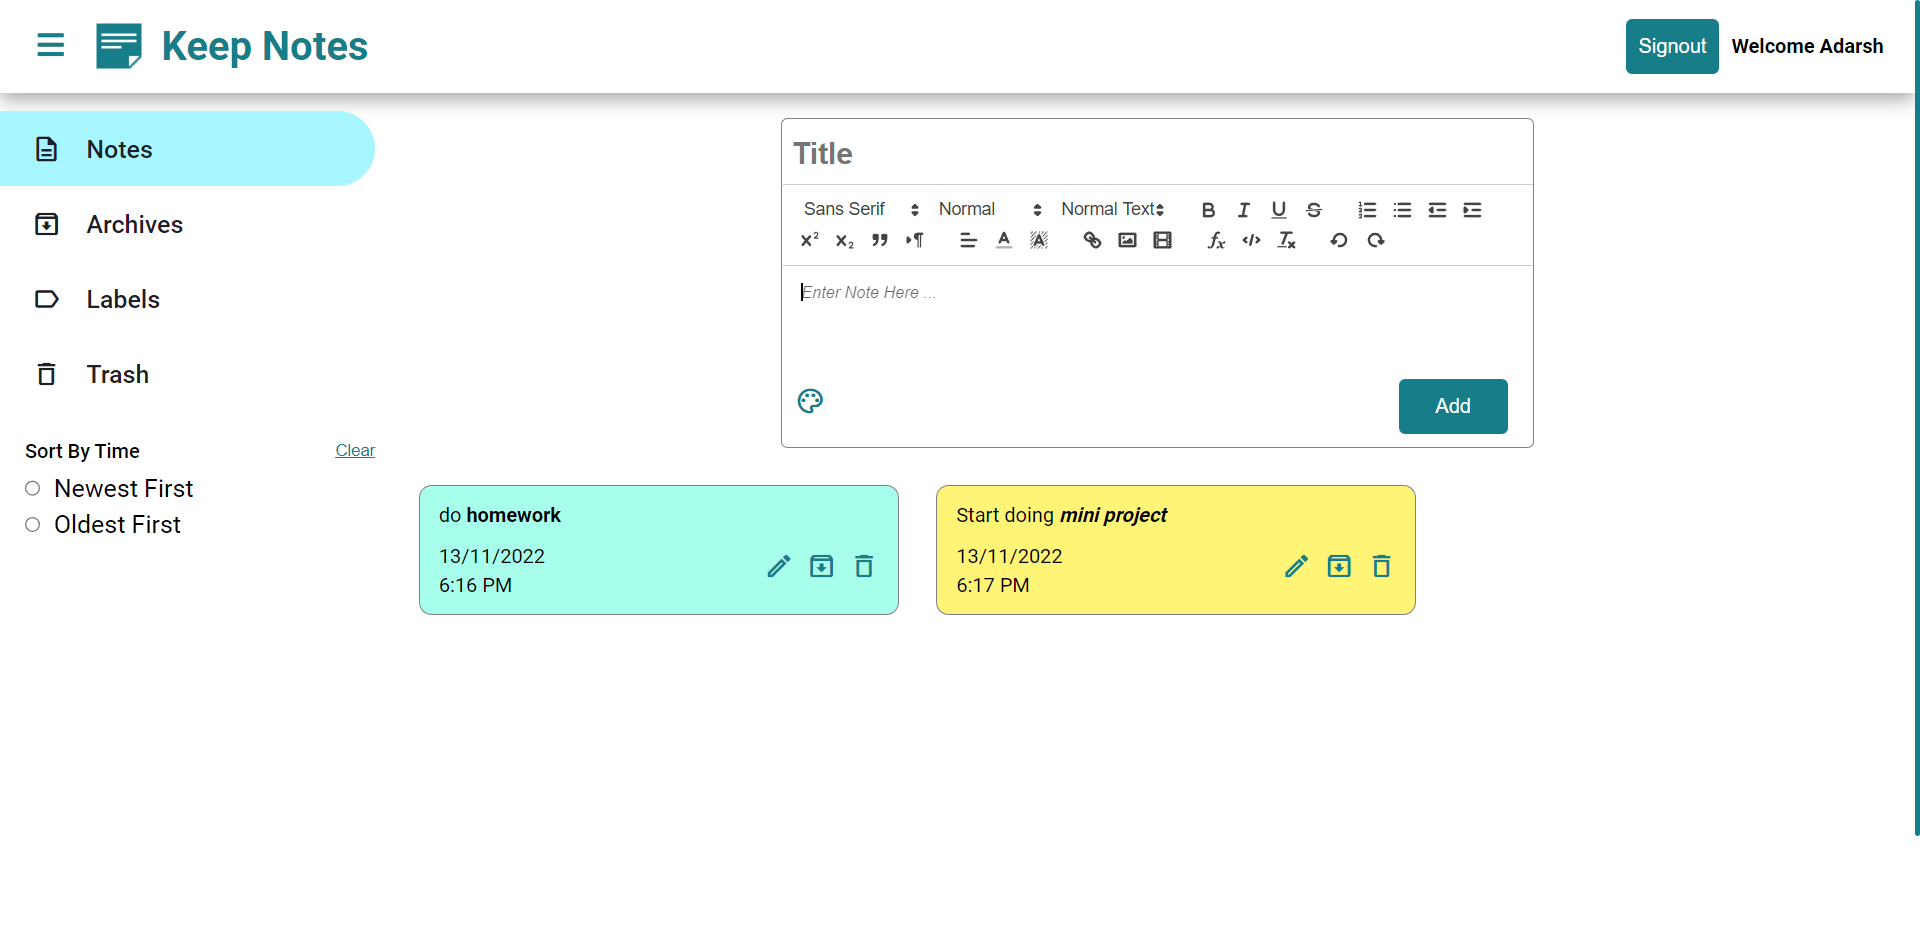 Keep Notes
Signout Welcome Adarsh
Notes
Archives
Labels
Trash
Sort By Time Clear
Newest First
Oldest First
Title
Sans Serif Normal Normal Text
Enter Note Here ...
Add
do homework
13/11/2022
6:16 PM
Start doing mini project
13/11/2022
6:17 PM